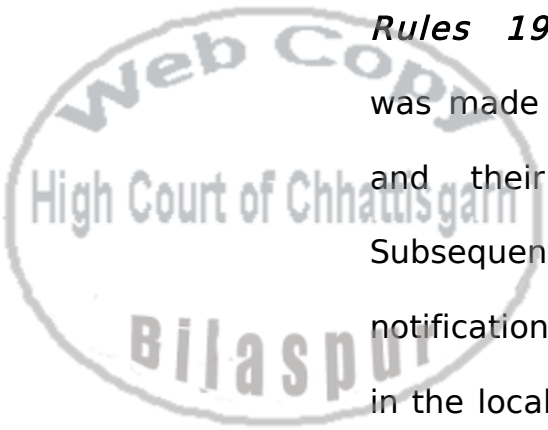 Web Copy
High Court of Chhattisgarh
Bilaspur
Rules 19
was made
and their
Subsequen
notification
in the local